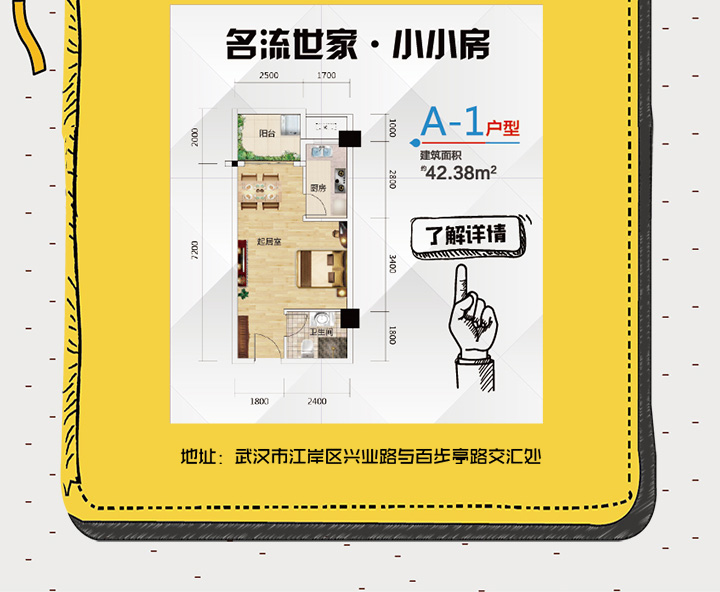 名流世家·小小房
2500 1700
A-1户型
建筑面积
约42.38m²
2000
1000
阳台
厨房
2800
7200
起居室
3400
了解详情
卫生间
1800
1800 2400
地址：武汉市江岸区兴业路与百步亭路交汇处